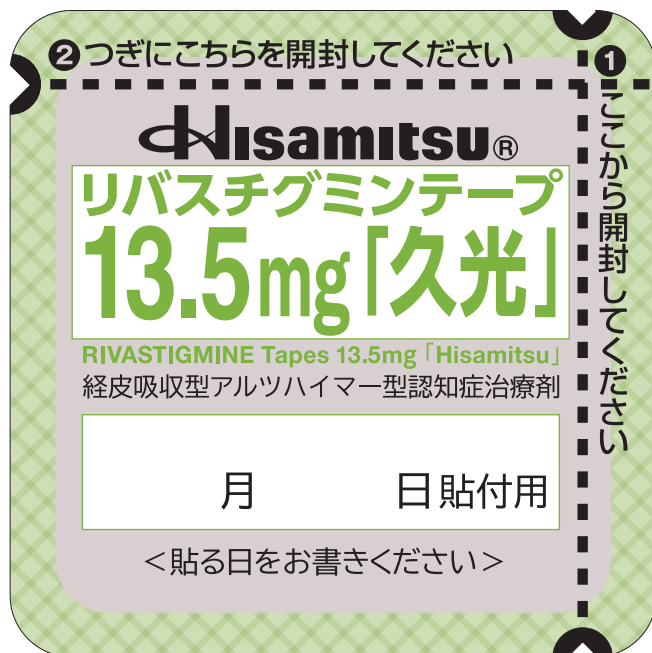 ❷つぎにこちらを開封してください
❶ここから開封してください
Hisamitsu®
リバスチグミンテープ
13.5mg「久光」
RIVASTIGMINE Tapes 13.5mg「Hisamitsu」
経皮吸収型アルツハイマー型認知症治療剤
月 日貼付用
<貼る日をお書きください>